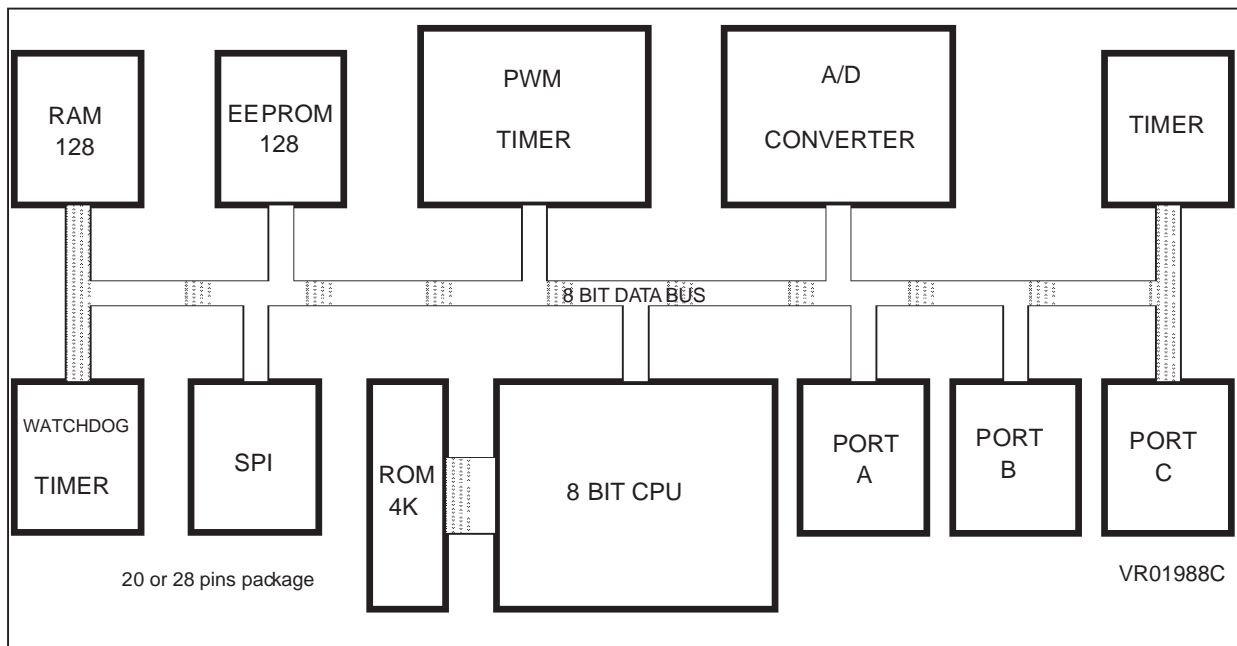 RAM
128
EEPROM
128
PWM
TIMER
A/D
CONVERTER
TIMER
8 BIT DATA BUS
WATCHDOG
TIMER
SPI
ROM
4K
8 BIT CPU
PORT
A
PORT
B
PORT
C
20 or 28 pins package
VR01988C